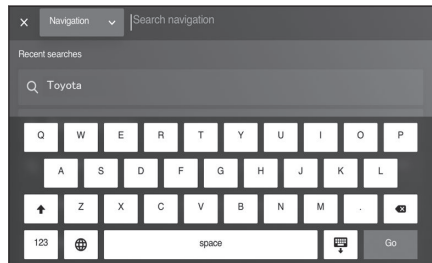 Navigation
Search navigation
Recent searches
Toyota
Q W E R T Y U I O P
A S D F G H J K L
Z X C V B N M .
123 space Go